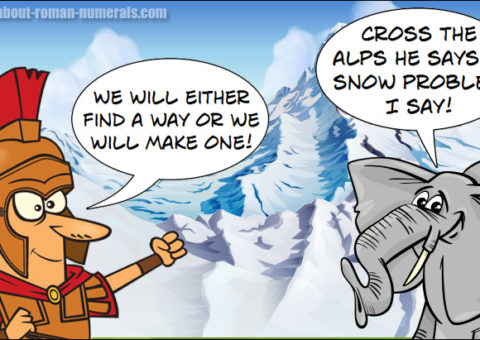 about-roman-numerals.com
WE WILL EITHER
FIND A WAY OR WE
WILL MAKE ONE!
CROSS THE
ALPS HE SAYS
SNOW PROBLE
I SAY!